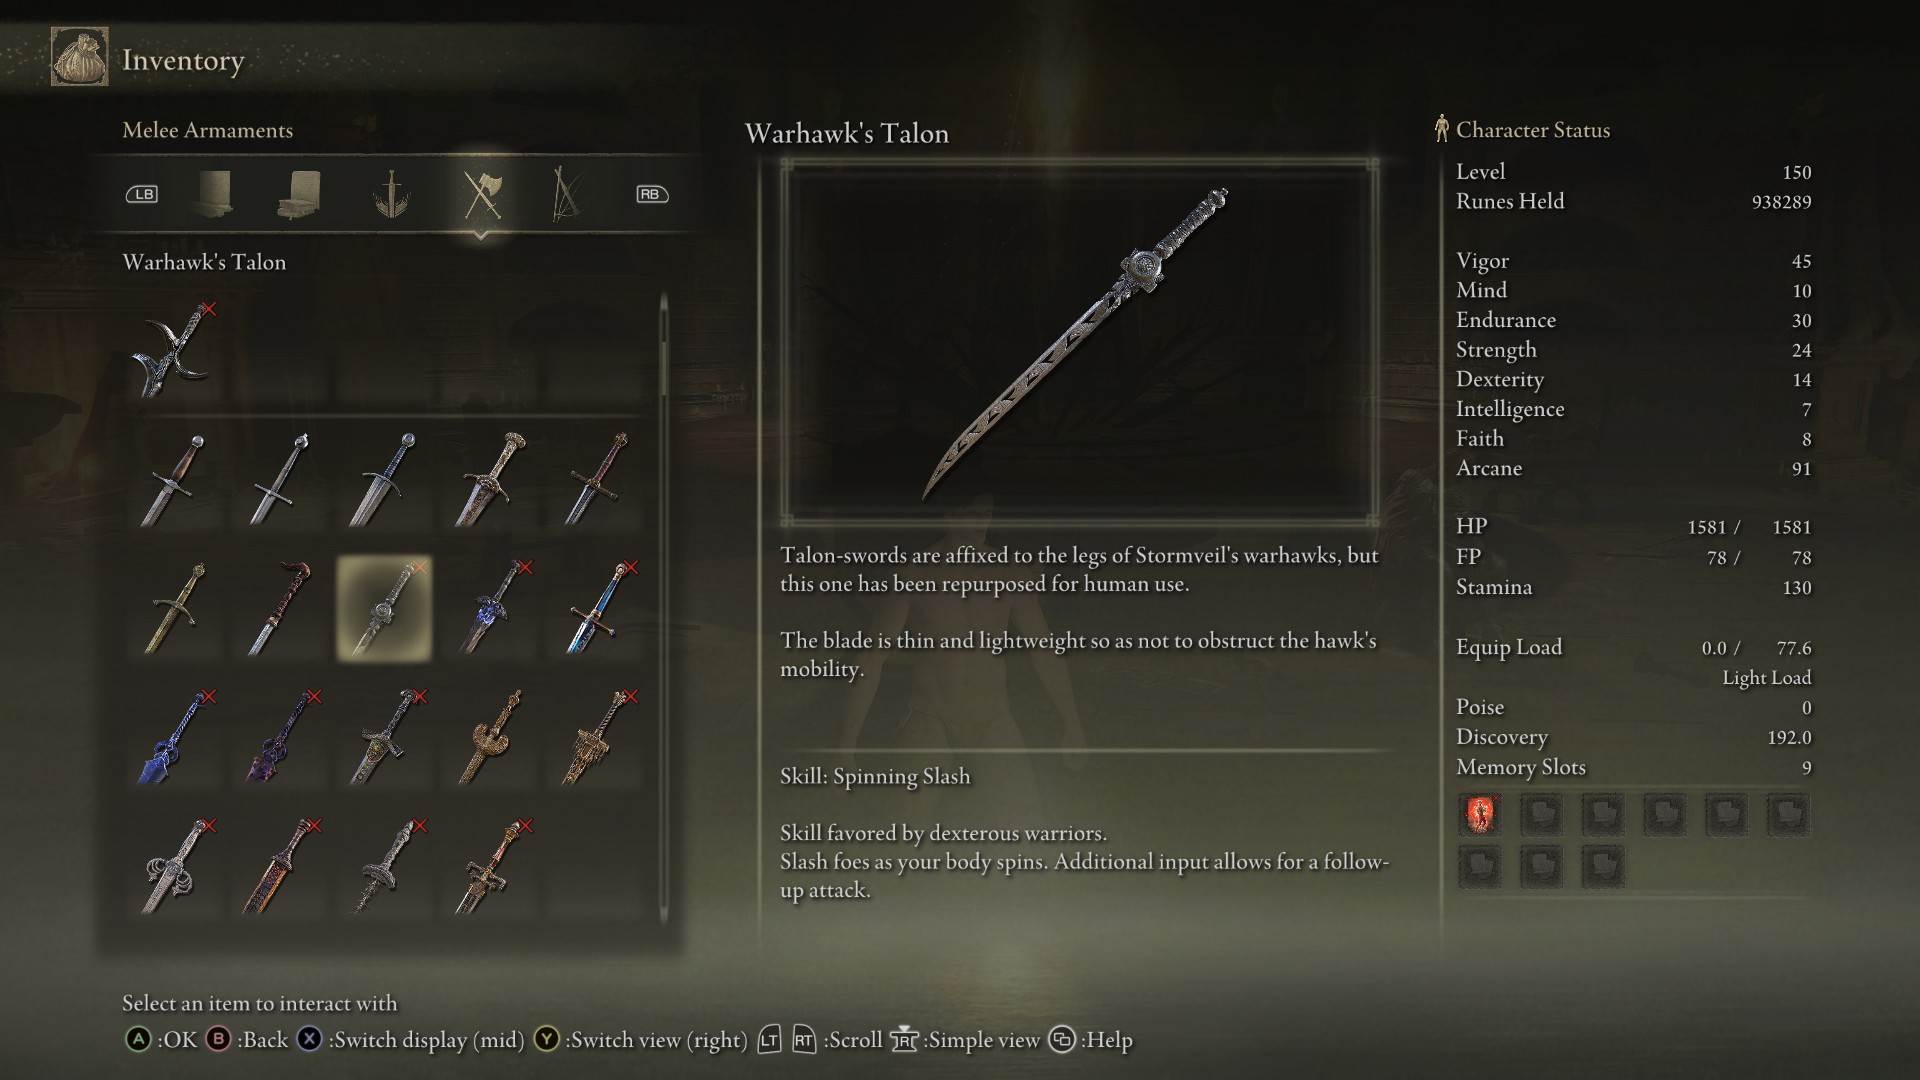 Inventory
Melee Armaments
LB
RB
Warhawk's Talon
Warhawk's Talon
Talon-swords are affixed to the legs of Stormveil's warhawks, but
this one has been repurposed for human use.
The blade is thin and lightweight so as not to obstruct the hawk's
mobility.
Skill: Spinning Slash
Skill favored by dexterous warriors.
Slash foes as your body spins. Additional input allows for a follow-
up attack.
Character Status
Level 150
Runes Held 938289
Vigor 45
Mind 10
Endurance 30
Strength 24
Dexterity 14
Intelligence 7
Faith 8
Arcane 91
HP 1581 / 1581
FP 78 / 78
Stamina 130
Equip Load 0.0 / 77.6
Light Load
Poise 0
Discovery 192.0
Memory Slots 9
Select an item to interact with
A :OK B :Back X :Switch display (mid) Y :Switch view (right) LT RT :Scroll R :Simple view :Help